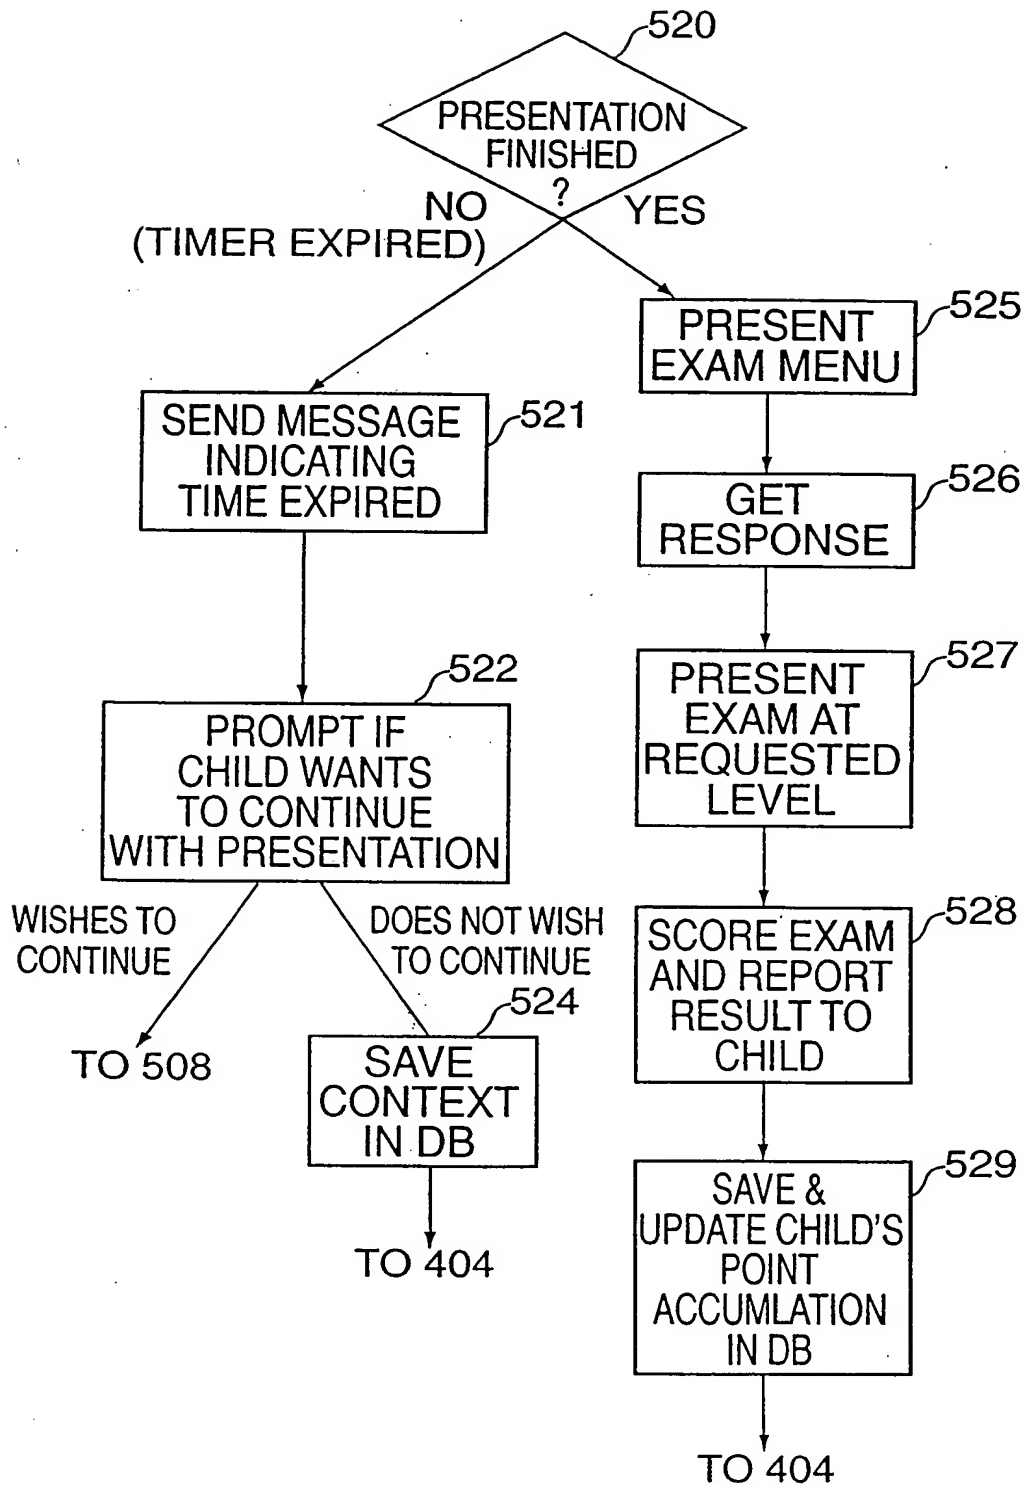 520
PRESENTATION
FINISHED
?
NO
(TIMER EXPIRED)
YES
521
SEND MESSAGE
INDICATING
TIME EXPIRED
522
PROMPT IF
CHILD WANTS
TO CONTINUE
WITH PRESENTATION
WISHES TO
CONTINUE
TO 508
DOES NOT WISH
TO CONTINUE
524
SAVE
CONTEXT
IN DB
TO 404
525
PRESENT
EXAM MENU
526
GET
RESPONSE
527
PRESENT
EXAM AT
REQUESTED
LEVEL
528
SCORE EXAM
AND REPORT
RESULT TO
CHILD
529
SAVE &
UPDATE CHILD'S
POINT
ACCUMLATION
IN DB
TO 404